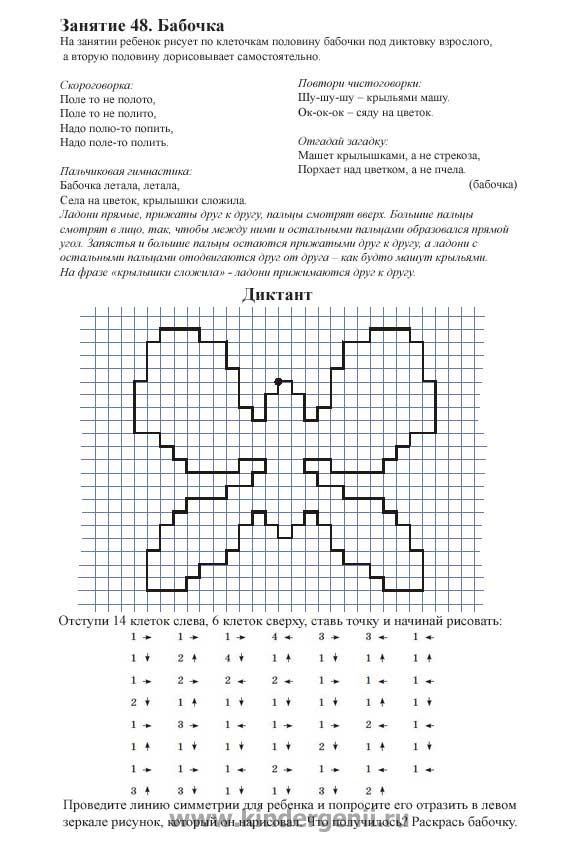 Занятие 48. Бабочка
На занятии ребенок рисует по клеточкам половину бабочки под диктовку взрослого,
а вторую половину дорисовывает самостоятельно.
Скороговорка:
Поле то не полото,
Поле то не полито,
Надо полю-то попить,
Надо поле-то полить.
Пальчиковая гимнастика:
Бабочка летала, летала,
Села на цветок, крылышки сложила.
Повтори чистоговорки:
Шу-шу-шу – крыльями машу.
Ок-ок-ок – сяду на цветок.
Отгадай загадку:
Машет крылышками, а не стрекоза,
Порхает над цветком, а не пчела.
(бабочка)
Ладони прямые, прижаты друг к другу, пальцы смотрят вверх. Большие пальцы
смотрят в лицо, так, чтобы между ними и остальными пальцами образовался прямой
угол. Запястья и большие пальцы остаются прижатыми друг к другу, а ладони с
остальными пальцами отодвигаются друг от друга – как будто машут крыльями.
На фразе «крылышки сложила» - ладони прижимаются друг к другу.
Диктант
Отступи 14 клеток слева, 6 клеток сверху, ставь точку и начинай рисовать:
1 → 1 → 1 → 4 ← 3 → 3 ← 1 ←
1 ↓ 2 ↑ 4 ↓ 1 ↑ 1 ↓ 1 ↑ 1 ↑
1 → 2 → 2 ← 2 ← 1 → 1 ← 1 ←
2 ↓ 1 ↑ 1 ↓ 1 ↓ 1 ↓ 1 ↑ 1 ↓
1 → 3 → 1 ← 1 → 1 → 2 ← 1 ←
1 ↑ 1 ↓ 1 ↓ 1 ↓ 2 ↓ 1 ↑ 1 ↓
1 → 1 → 1 ← 2 → 1 → 1 ← 1 ←
3 ↑ 3 ↓ 1 ↓ 1 ↓ 3 ↓ 2 ↑
Проведите линию симметрии для ребенка и попросите его отразить в левом
зеркале рисунок, который он нарисовал. Что получилось? Раскрась бабочку.
www.kindergenii.ru